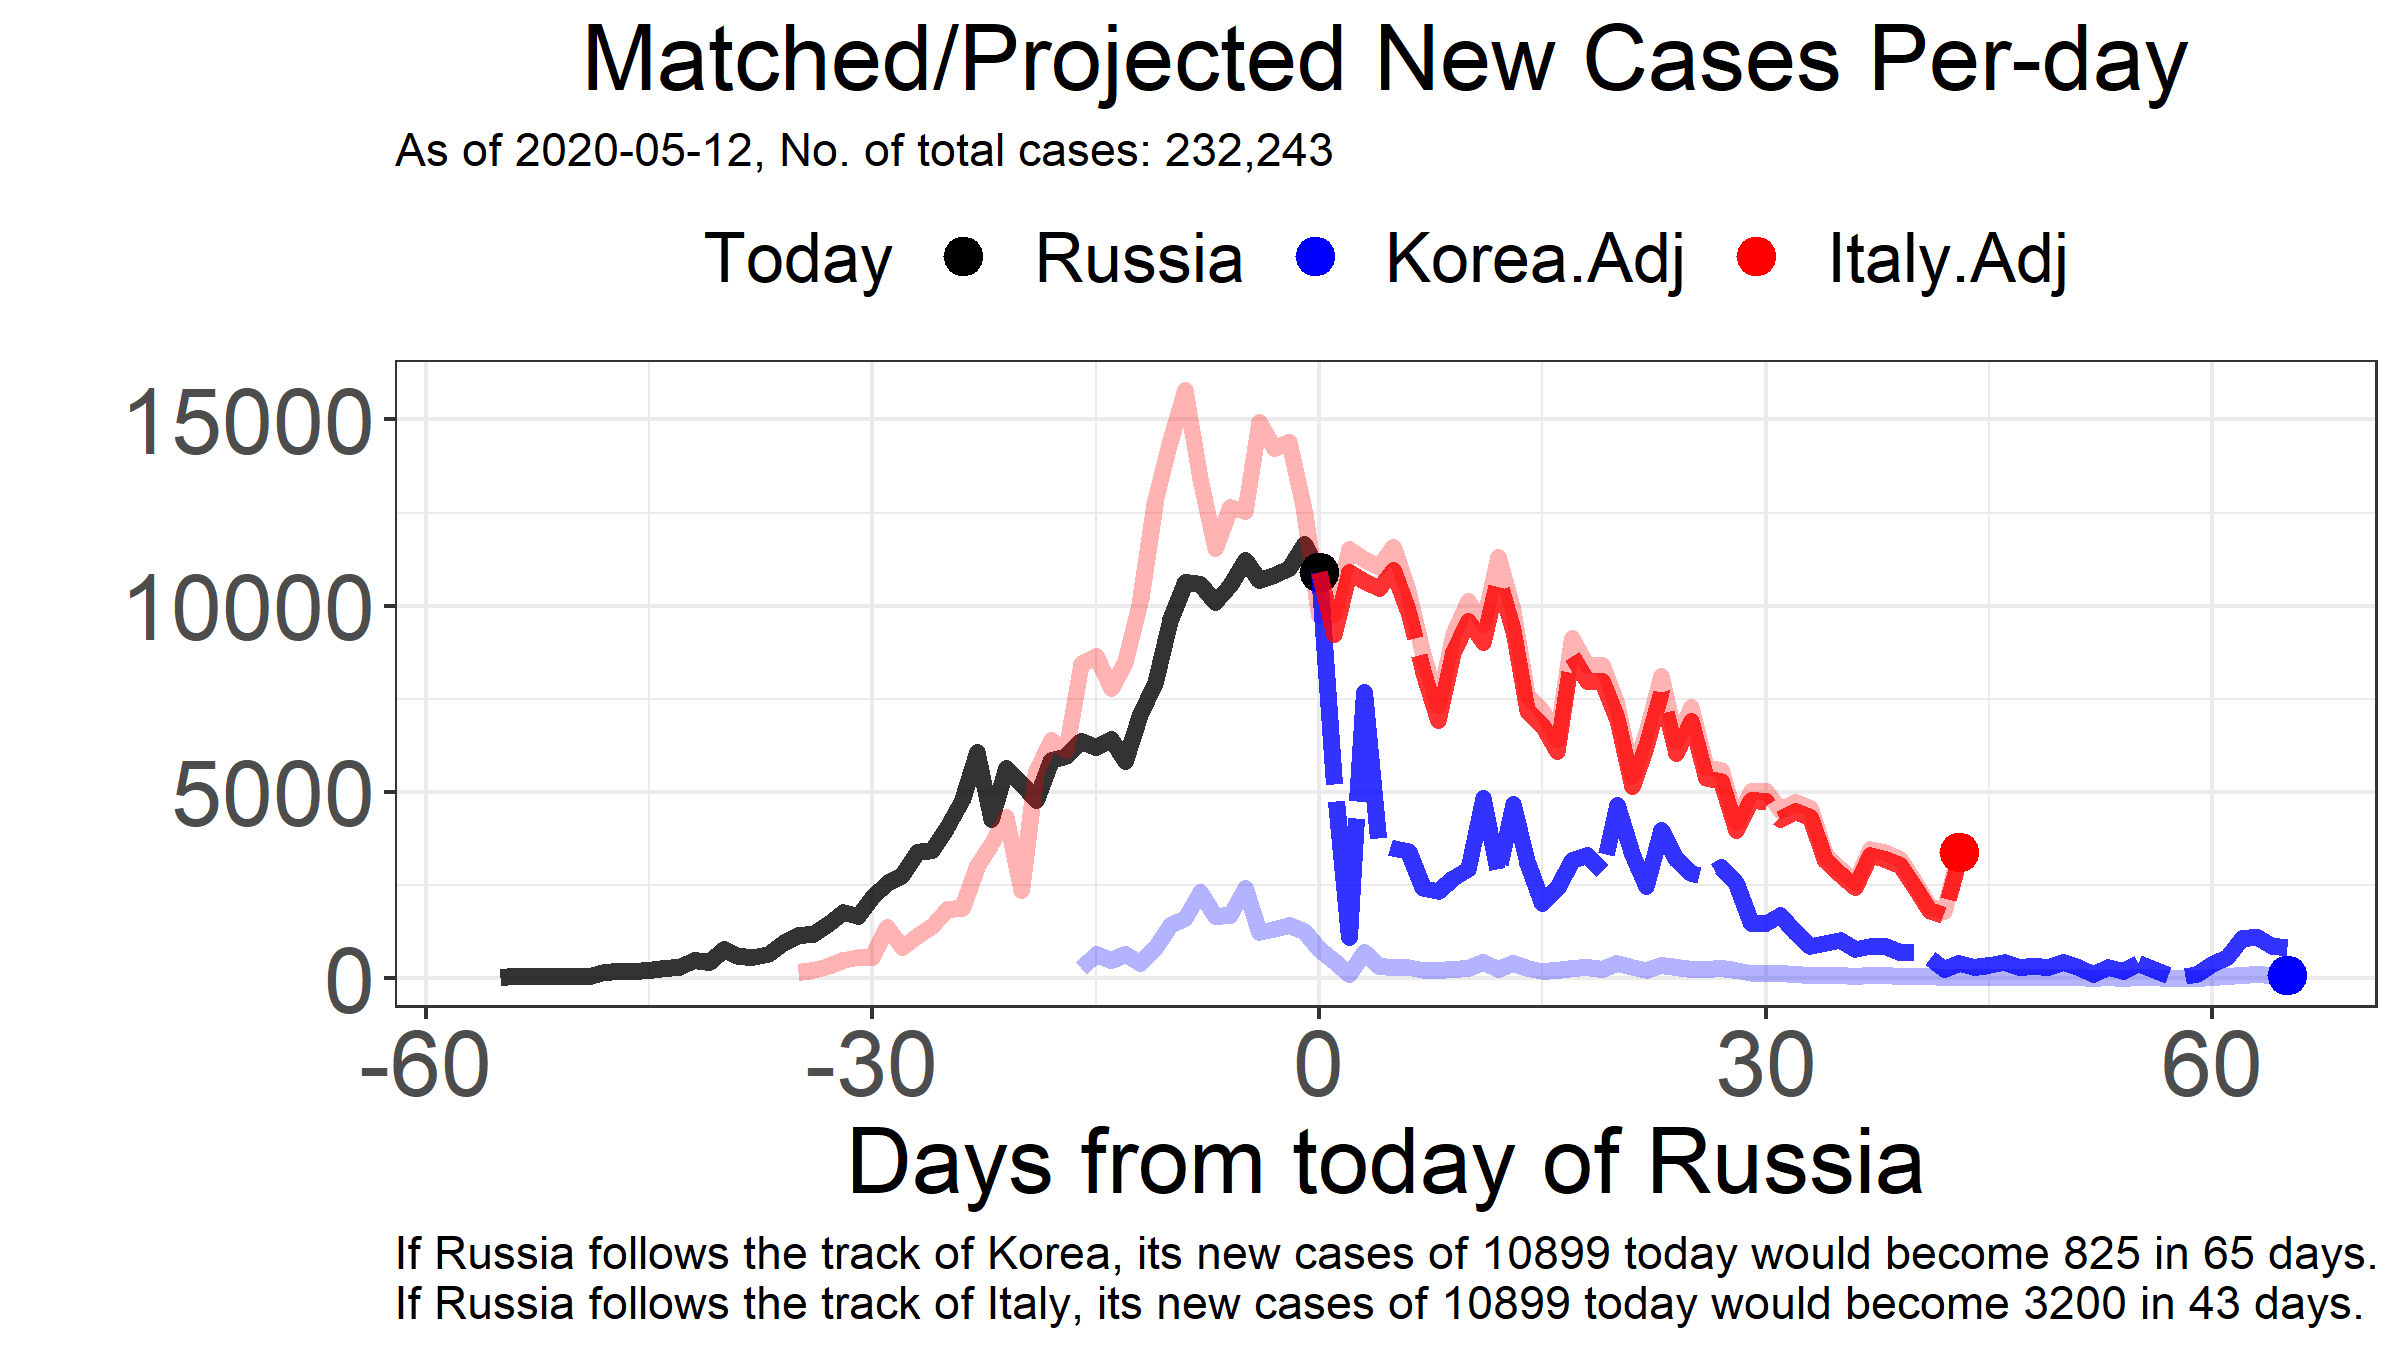 Matched/Projected New Cases Per-day
As of 2020-05-12, No. of total cases: 232,243
Today Russia Korea.Adj Italy.Adj
15000
10000
5000
0
-60 -30 0 30 60
Days from today of Russia
If Russia follows the track of Korea, its new cases of 10899 today would become 825 in 65 days.
If Russia follows the track of Italy, its new cases of 10899 today would become 3200 in 43 days.